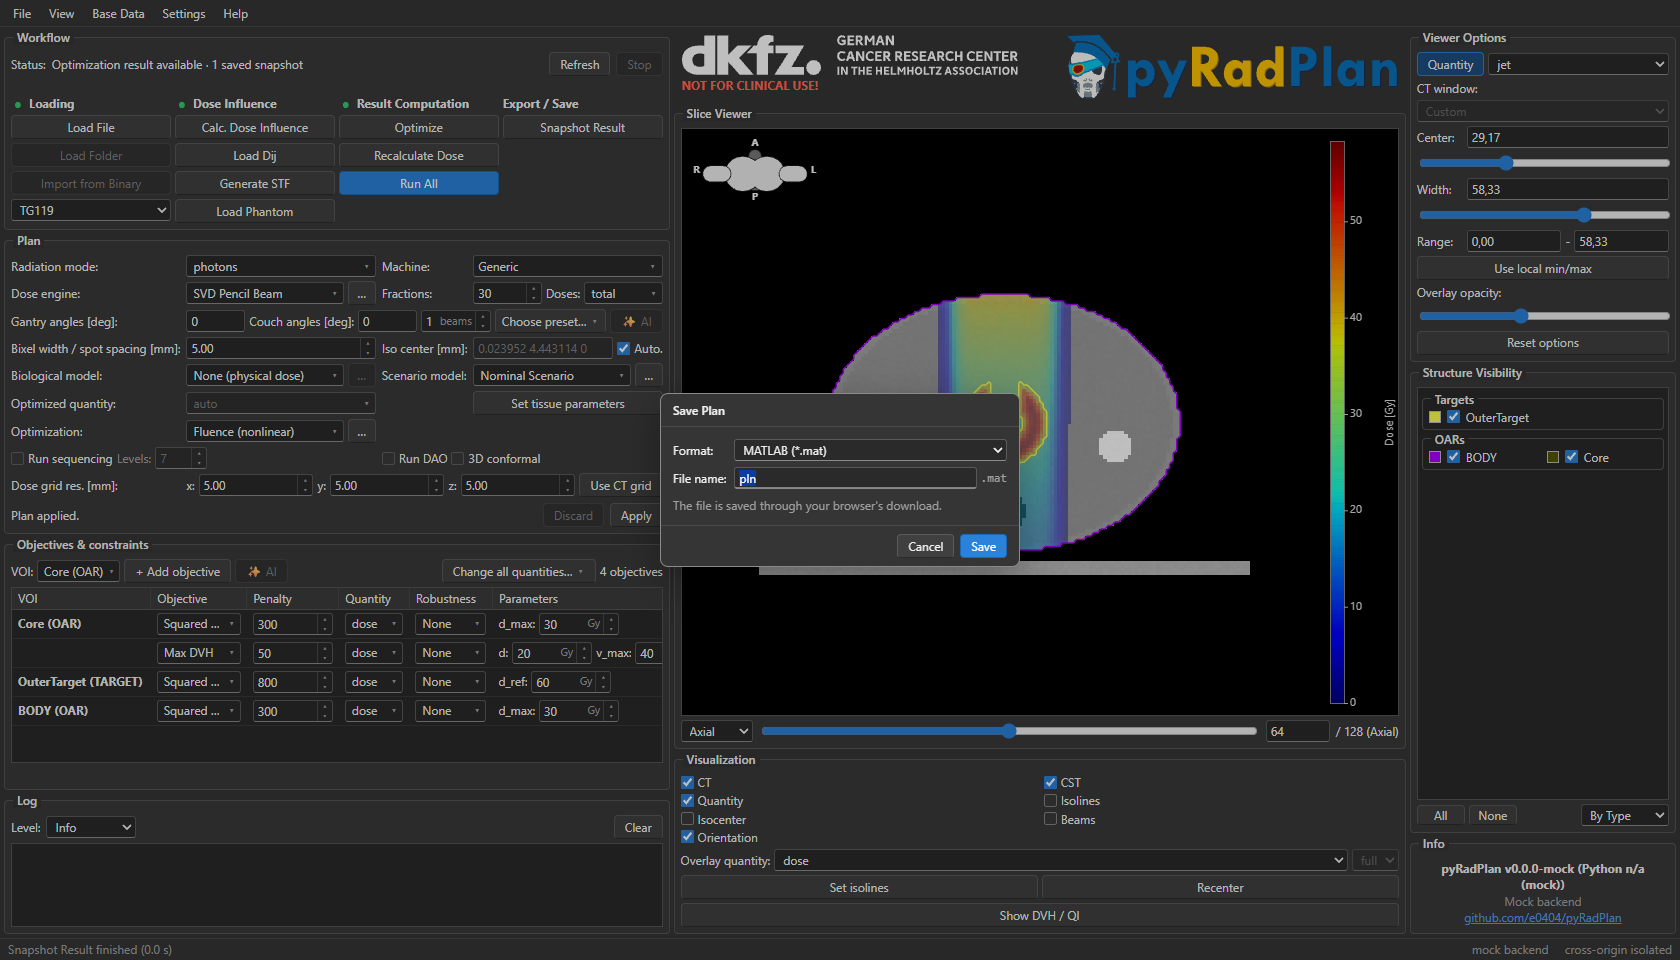 File View Base Data Settings Help
Workflow
Status: Optimization result available · 1 saved snapshot
Refresh Stop
Loading Dose Influence Result Computation Export / Save
Load File Calc. Dose Influence Optimize Snapshot Result
Load Folder Load Dij Recalculate Dose
Import from Binary Generate STF Run All
TG119 Load Phantom
Plan
Radiation mode: photons Machine: Generic
Dose engine: SVD Pencil Beam ... Fractions: 30 Doses: total
Gantry angles [deg]: 0 Couch angles [deg]: 0 1 beams Choose preset... AI
Bixel width / spot spacing [mm]: 5.00 Iso center [mm]: 0.023952 4.443114 0 Auto.
Biological model: None (physical dose) ... Scenario model: Nominal Scenario ...
Optimized quantity: auto Set tissue parameters
Optimization: Fluence (nonlinear) ...
Run sequencing Levels: 7 Run DAO 3D conformal
Dose grid res. [mm]: x: 5.00 y: 5.00 z: 5.00 Use CT grid
Plan applied. Discard Apply
Objectives & constraints
VOI: Core (OAR) + Add objective AI Change all quantities... 4 objectives
VOI Objective Penalty Quantity Robustness Parameters
Core (OAR) Squared ... 300 dose None d_max: 30 Gy
Max DVH 50 dose None d: 20 Gy v_max: 40
OuterTarget (TARGET) Squared ... 800 dose None d_ref: 60 Gy
BODY (OAR) Squared ... 300 dose None d_max: 30 Gy
Log
Level: Info Clear
Snapshot Result finished (0.0 s)
dkfz.
NOT FOR CLINICAL USE!
GERMAN
CANCER RESEARCH CENTER
IN THE HELMHOLTZ ASSOCIATION
pyRadPlan
Slice Viewer
A
R L
P
50
40
30
20
10
0
Dose [Gy]
Save Plan
Format: MATLAB (*.mat)
File name: pln .mat
The file is saved through your browser's download.
Cancel Save
Axial 64 / 128 (Axial)
Visualization
CT CST
Quantity Isolines
Isocenter Beams
Orientation
Overlay quantity: dose full
Set isolines Recenter
Show DVH / QI
Viewer Options
Quantity jet
CT window:
Custom
Center: 29,17
Width: 58,33
Range: 0,00 - 58,33
Use local min/max
Overlay opacity:
Reset options
Structure Visibility
Targets
OuterTarget
OARs
BODY Core
All None By Type
Info
pyRadPlan v0.0.0-mock (Python n/a
(mock))
Mock backend
github.com/e0404/pyRadPlan
mock backend cross-origin isolated